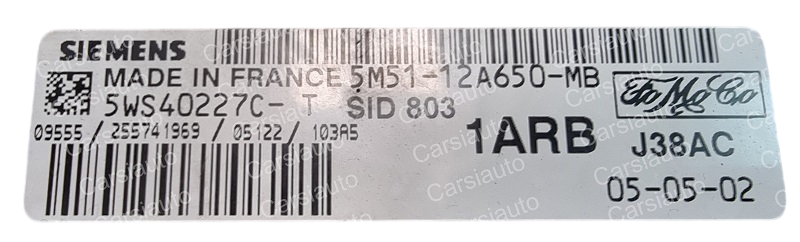 SIEMENS
MADE IN FRANCE 5M51-12A650-MB
5WS40227C-T SID 803
FoMoCo
09555 / 255741969 / 05122 / 103A5
1ARB J38AC
05-05-02
Carsiauto